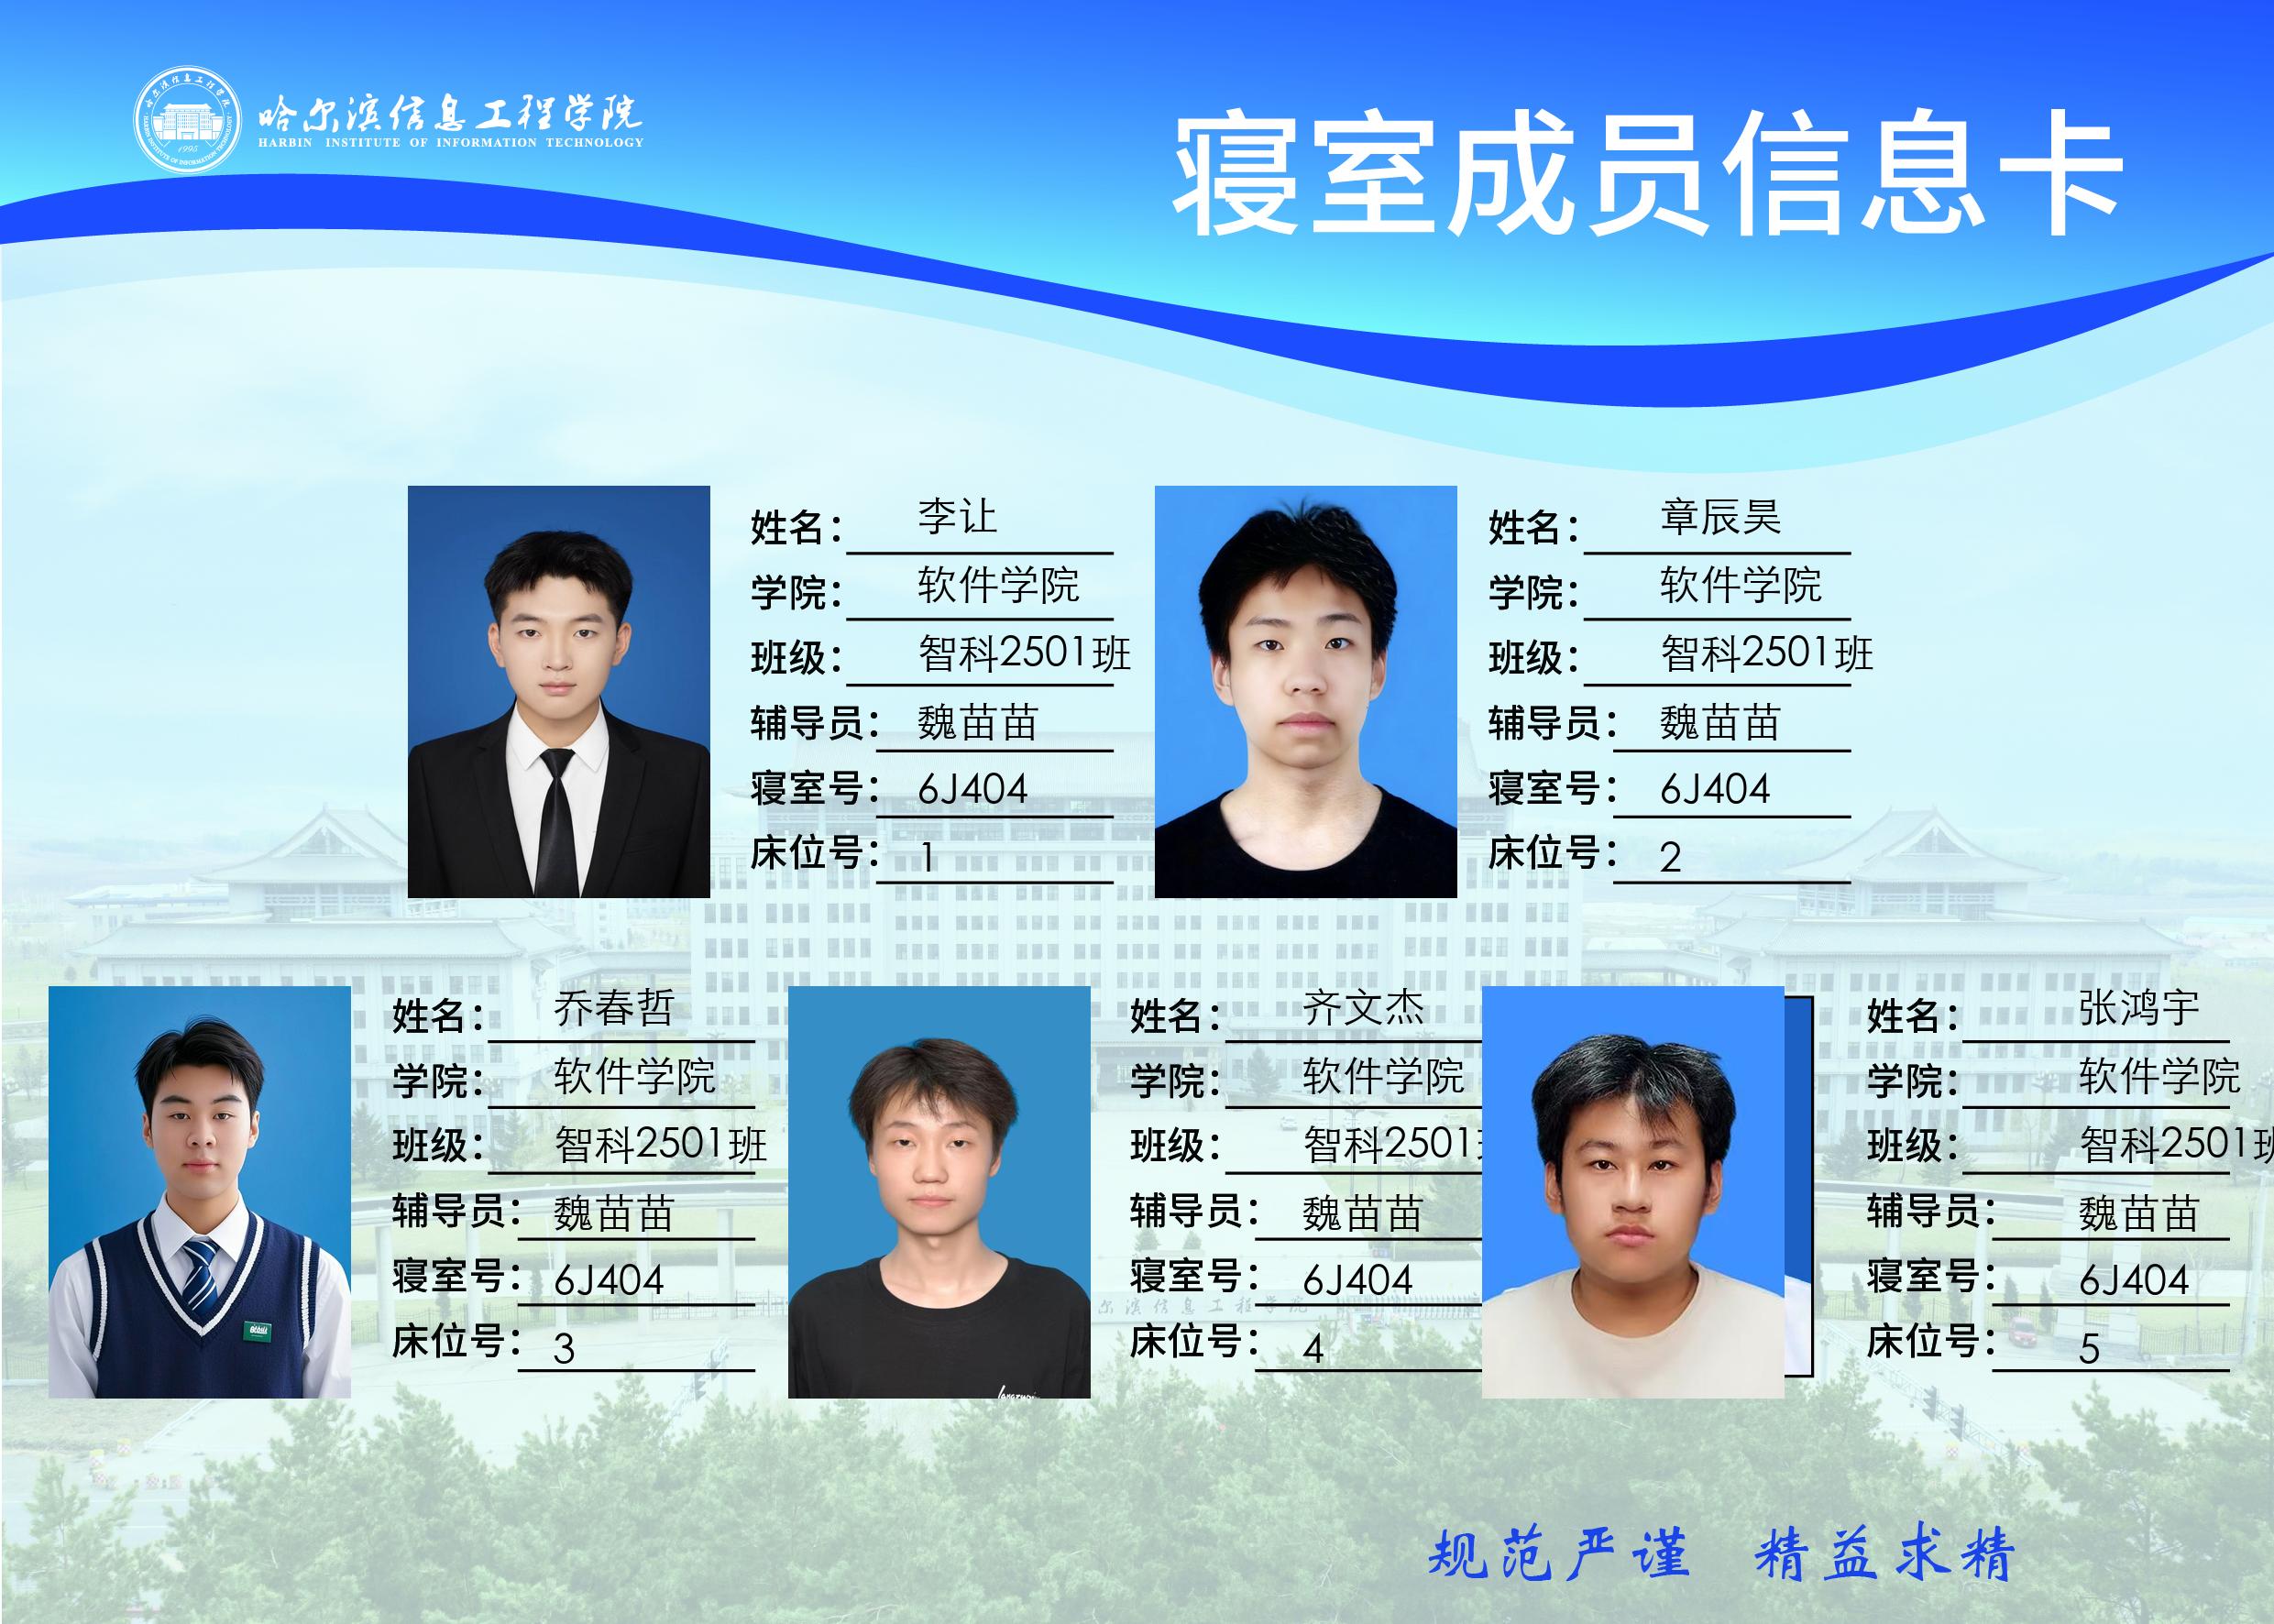 哈尔滨信息工程学院
HARBIN INSTITUTE OF INFORMATION TECHNOLOGY
1995
寝室成员信息卡
姓名：李让
学院：软件学院
班级：智科2501班
辅导员：魏苗苗
寝室号：6J404
床位号：1
姓名：章辰昊
学院：软件学院
班级：智科2501班
辅导员：魏苗苗
寝室号：6J404
床位号：2
姓名：乔春哲
学院：软件学院
班级：智科2501班
辅导员：魏苗苗
寝室号：6J404
床位号：3
姓名：齐文杰
学院：软件学院
班级：智科2501
辅导员：魏苗苗
寝室号：6J404
床位号：4
姓名：张鸿宇
学院：软件学院
班级：智科2501班
辅导员：魏苗苗
寝室号：6J404
床位号：5
尔滨信息工程学院
规范严谨 精益求精